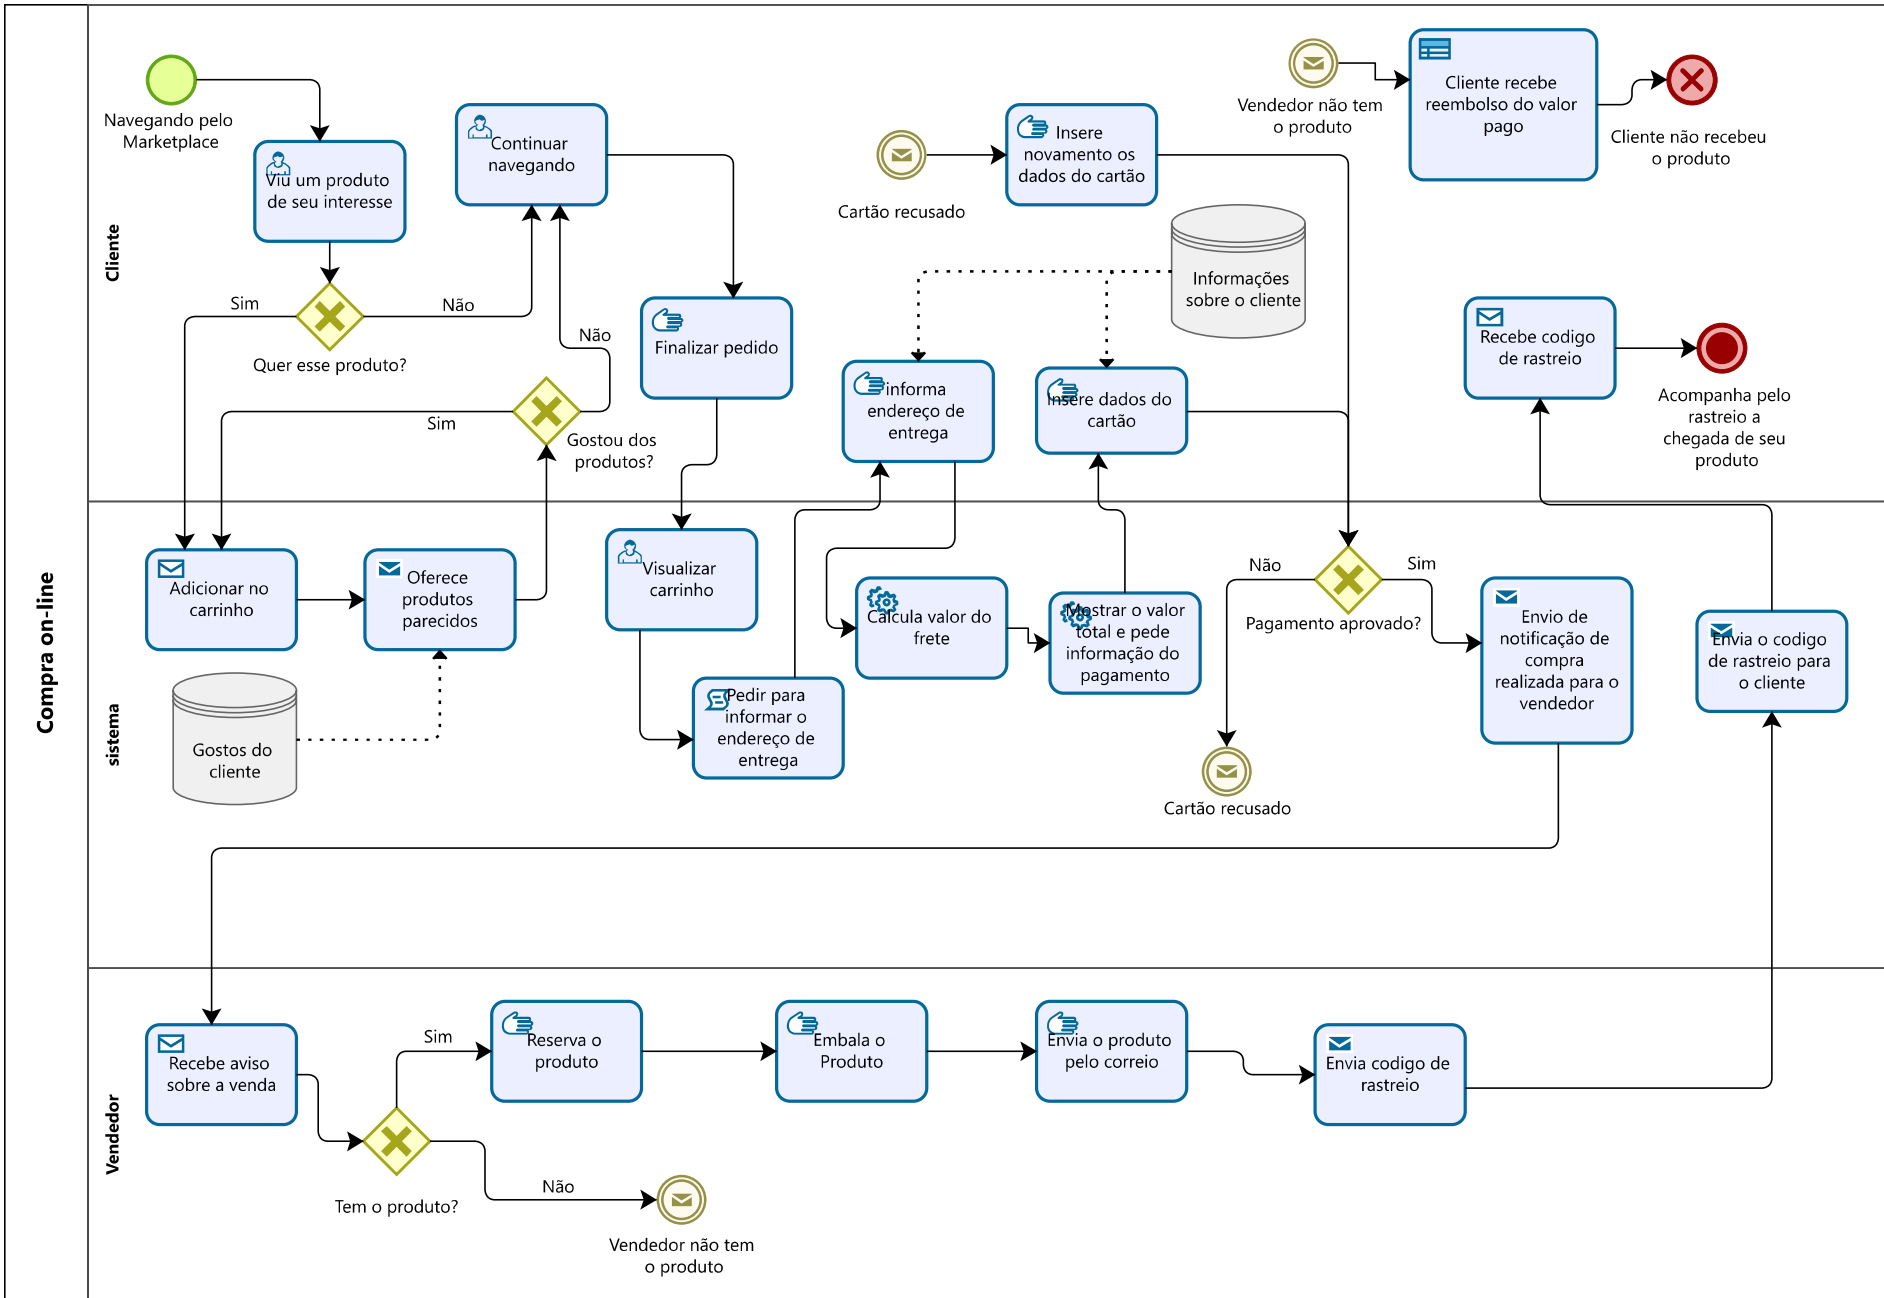 Compra on-line
Cliente
Navegando pelo
Marketplace
Viu um produto
de seu interesse
Sim
Não
Quer esse produto?
Continuar
navegando
Não
Sim
Gostou dos
produtos?
Finalizar pedido
Cartão recusado
Insere
novamento os
dados do cartão
Informações
sobre o cliente
informa
endereço de
entrega
Insere dados do
cartão
Vendedor não tem
o produto
Cliente recebe
reembolso do valor
pago
Cliente não recebeu
o produto
Recebe codigo
de rastreio
Acompanha pelo
rastreio a
chegada de seu
produto
sistema
Adicionar no
carrinho
Oferece
produtos
parecidos
Gostos do
cliente
Visualizar
carrinho
Pedir para
informar o
endereço de
entrega
Calcula valor do
frete
Mostrar o valor
total e pede
informação do
pagamento
Não
Sim
Pagamento aprovado?
Cartão recusado
Envio de
notificação de
compra
realizada para o
vendedor
Envia o codigo
de rastreio para
o cliente
Vendedor
Recebe aviso
sobre a venda
Sim
Tem o produto?
Não
Vendedor não tem
o produto
Reserva o
produto
Embala o
Produto
Envia o produto
pelo correio
Envia codigo de
rastreio